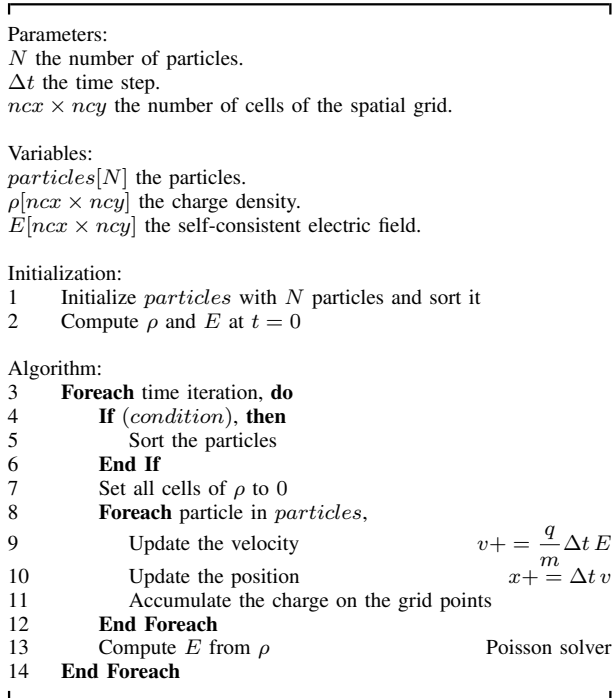 Parameters:
N the number of particles.
Δt the time step.
ncx × ncy the number of cells of the spatial grid.
Variables:
particles[N] the particles.
ρ[ncx × ncy] the charge density.
E[ncx × ncy] the self-consistent electric field.
Initialization:
1 Initialize particles with N particles and sort it
2 Compute ρ and E at t = 0
Algorithm:
3 Foreach time iteration, do
4 If (condition), then
5 Sort the particles
6 End If
7 Set all cells of ρ to 0
8 Foreach particle in particles,
9 Update the velocity v+ = q/m Δt E
10 Update the position x+ = Δt v
11 Accumulate the charge on the grid points
12 End Foreach
13 Compute E from ρ Poisson solver
14 End Foreach